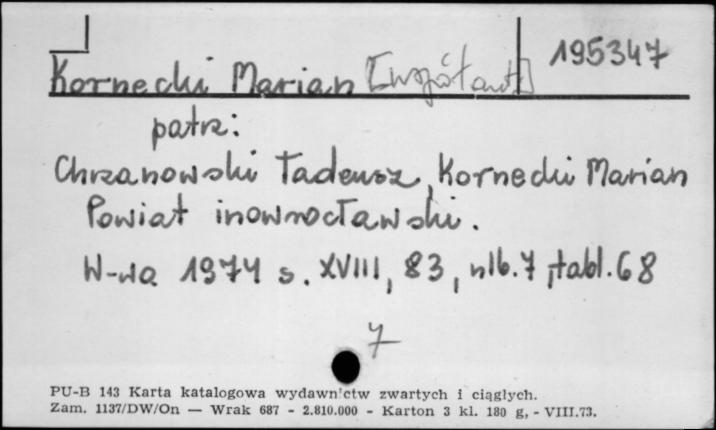 195347
Kornecki Marian [współaut]
patrz:
Chrzanowski Tadeusz, Kornecki Marian
Powiat inowrocławski.
W-wa 1974 s. XVIII, 83, nlb.7, tabl.68
7
PU-B 143 Karta katalogowa wydawnictw zwartych i ciągłych.
Zam. 1137/DW/On — Wrak 687 - 2.810.000 - Karton 3 kl. 180 g, - VIII.73.